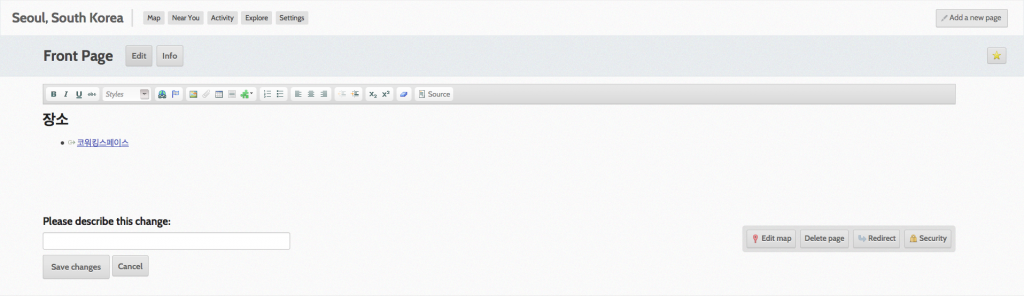 Seoul, South Korea Map Near You Activity Explore Settings Add a new page
Front Page Edit Info
B I U abc Styles X₂ X² Source
장소
코워킹스페이스
Please describe this change:
Edit map Delete page Redirect Security
Save changes Cancel